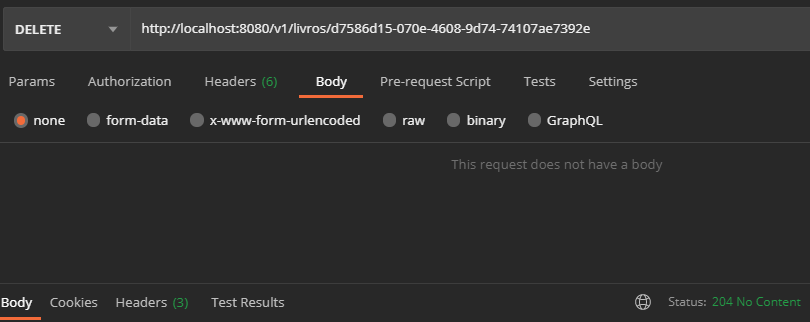 DELETE http://localhost:8080/v1/livros/d7586d15-070e-4608-9d74-74107ae7392e
Params Authorization Headers (6) Body Pre-request Script Tests Settings
none form-data x-www-form-urlencoded raw binary GraphQL
This request does not have a body
Body Cookies Headers (3) Test Results Status: 204 No Content